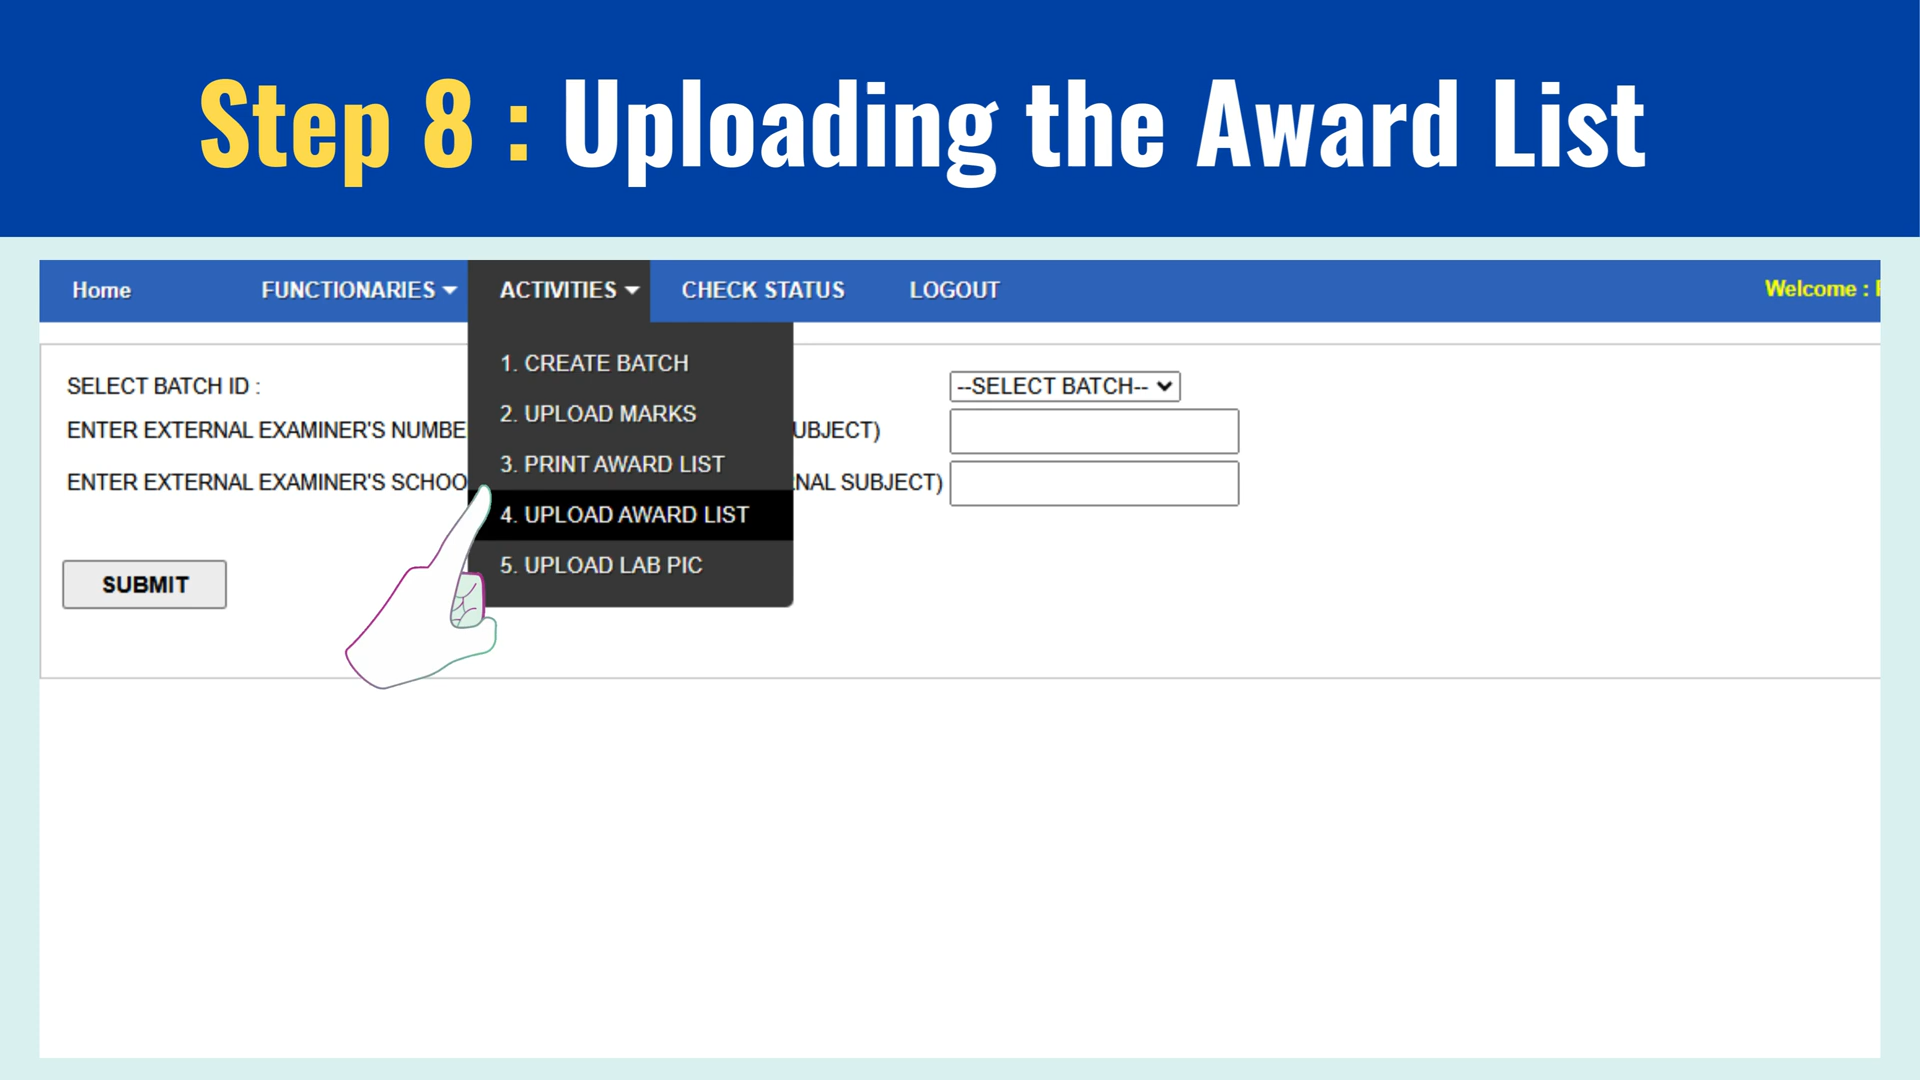 Step 8 : Uploading the Award List
Home FUNCTIONARIES ACTIVITIES CHECK STATUS LOGOUT Welcome :
1. CREATE BATCH
SELECT BATCH ID : --SELECT BATCH--
2. UPLOAD MARKS
ENTER EXTERNAL EXAMINER'S UBJECT)
3. PRINT AWARD LIST
ENTER EXTERNAL EXAMINER'S NAL SUBJECT)
4. UPLOAD AWARD LIST
5. UPLOAD LAB PIC
SUBMIT